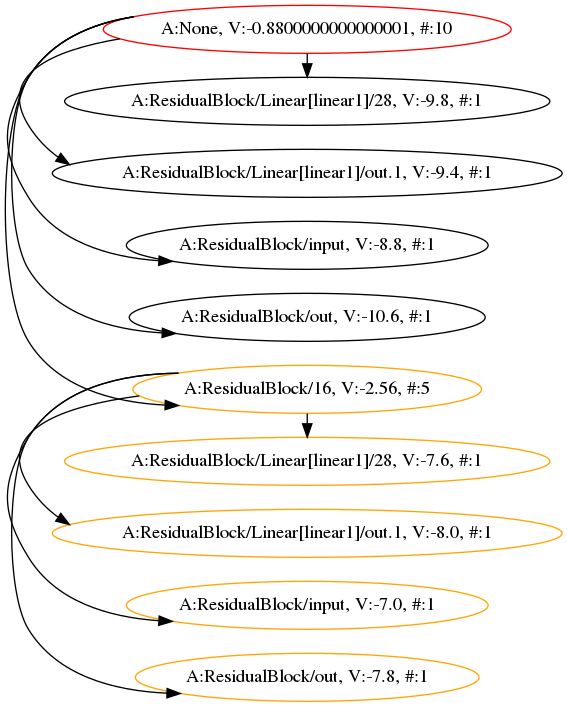 A:None, V:-0.8800000000000001, #:10
A:ResidualBlock/Linear[linear1]/28, V:-9.8, #:1
A:ResidualBlock/Linear[linear1]/out.1, V:-9.4, #:1
A:ResidualBlock/input, V:-8.8, #:1
A:ResidualBlock/out, V:-10.6, #:1
A:ResidualBlock/16, V:-2.56, #:5
A:ResidualBlock/Linear[linear1]/28, V:-7.6, #:1
A:ResidualBlock/Linear[linear1]/out.1, V:-8.0, #:1
A:ResidualBlock/input, V:-7.0, #:1
A:ResidualBlock/out, V:-7.8, #:1